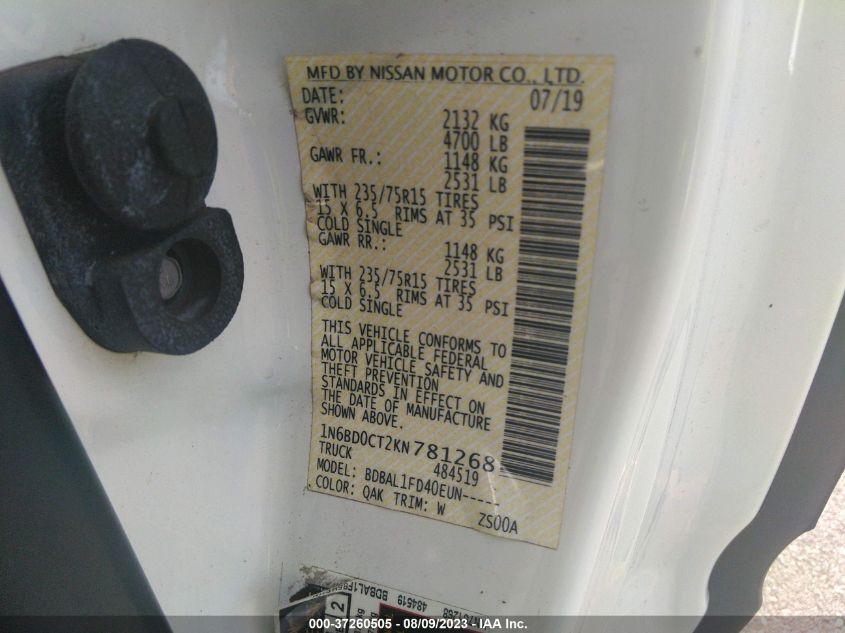 MFD BY NISSAN MOTOR CO., LTD.
DATE: 07/19
GVWR: 2132 KG
4700 LB
GAWR FR.: 1148 KG
2531 LB
WITH 235/75R15 TIRES
15 X 6.5 RIMS AT 35 PSI
COLD SINGLE
GAWR RR.: 1148 KG
2531 LB
WITH 235/75R15 TIRES
15 X 6.5 RIMS AT 35 PSI
COLD SINGLE
THIS VEHICLE CONFORMS TO
ALL APPLICABLE FEDERAL
MOTOR VEHICLE SAFETY AND
THEFT PREVENTION
STANDARDS IN EFFECT ON
THE DATE OF MANUFACTURE
SHOWN ABOVE.
1N6BD0CT2KN781268
TRUCK 484519
MODEL: BDBAL1FD40EUN-----
COLOR: QAK TRIM: W ZS00A
484519
000-37260505 - 08/09/2023 - IAA Inc.